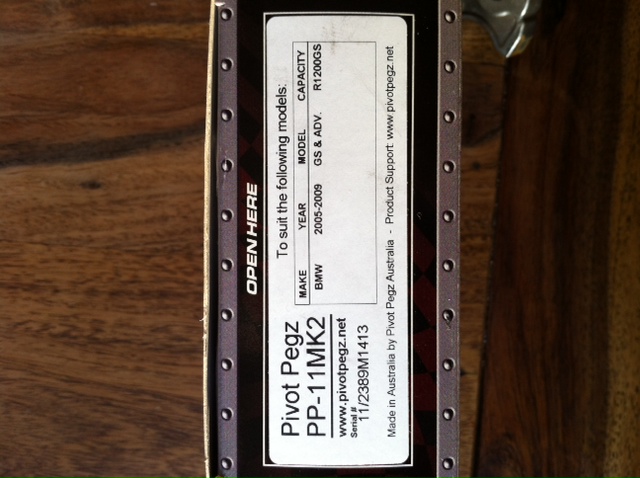 OPEN HERE
Pivot Pegz
PP-11MK2
www.pivotpegz.net
Serial #
11/2389M1413
To suit the following models:
MAKE YEAR MODEL CAPACITY
BMW 2005-2009 GS & ADV. R1200GS
Made in Australia by Pivot Pegz Australia - Product Support: www.pivotpegz.net